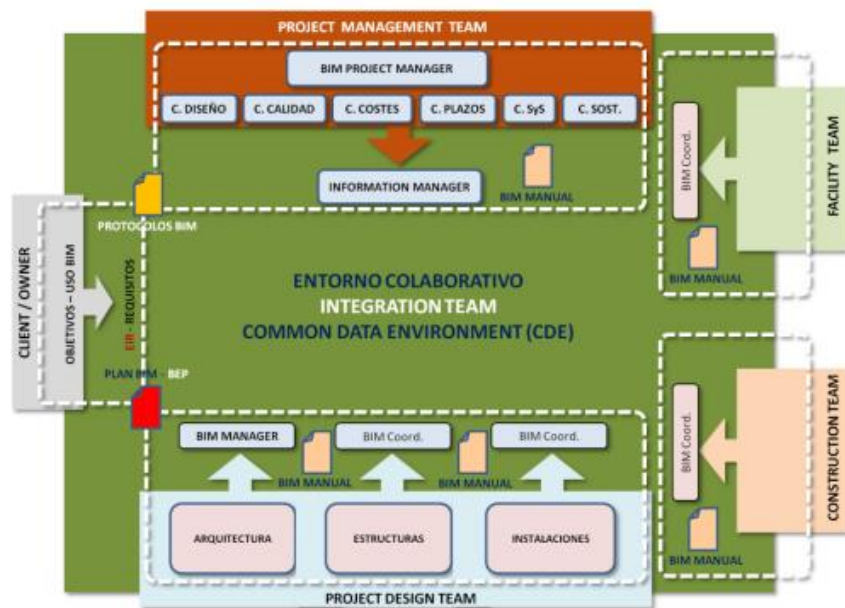 PROJECT MANAGEMENT TEAM
BIM PROJECT MANAGER
C. DISEÑO
C. CALIDAD
C. COSTES
C. PLAZOS
C. SyS
C. SOST.
INFORMATION MANAGER
BIM MANUAL
PROTOCOLOS BIM
CLIENT / OWNER
OBJETIVOS – USO BIM
EIR - REQUISITOS
PLAN BIM - BEP
ENTORNO COLABORATIVO
INTEGRATION TEAM
COMMON DATA ENVIRONMENT (CDE)
BIM Coord.
BIM MANUAL
FACILITY TEAM
BIM Coord.
BIM MANUAL
CONSTRUCTION TEAM
BIM MANAGER
BIM Coord.
BIM Coord.
BIM MANUAL
BIM MANUAL
ARQUITECTURA
ESTRUCTURAS
INSTALACIONES
PROJECT DESIGN TEAM